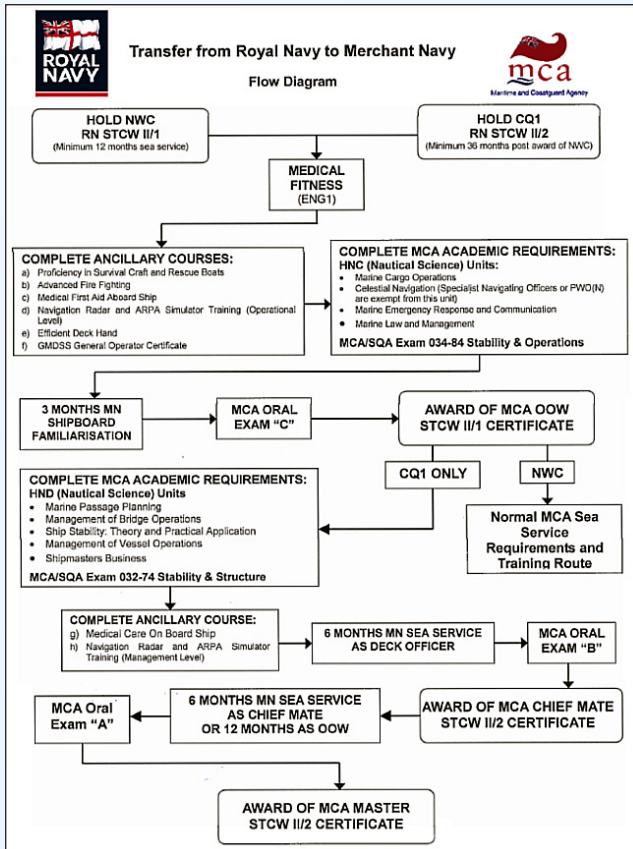 ROYAL
NAVY
Transfer from Royal Navy to Merchant Navy
Flow Diagram
mca
Maritime and Coastguard Agency
HOLD NWC
RN STCW II/1
(Minimum 12 months sea service)
HOLD CQ1
RN STCW II/2
(Minimum 36 months post award of NWC)
MEDICAL
FITNESS
(ENG1)
COMPLETE ANCILLARY COURSES:
a) Proficiency in Survival Craft and Rescue Boats
b) Advanced Fire Fighting
c) Medical First Aid Aboard Ship
d) Navigation Radar and ARPA Simulator Training (Operational
Level)
e) Efficient Deck Hand
f) GMDSS General Operator Certificate
COMPLETE MCA ACADEMIC REQUIREMENTS:
HNC (Nautical Science) Units:
• Marine Cargo Operations
• Celestial Navigation (Specialist Navigating Officers or PWO(N)
are exempt from this unit)
• Marine Emergency Response and Communication
• Marine Law and Management
MCA/SQA Exam 034-84 Stability & Operations
3 MONTHS MN
SHIPBOARD
FAMILIARISATION
MCA ORAL
EXAM "C"
AWARD OF MCA OOW
STCW II/1 CERTIFICATE
CQ1 ONLY
NWC
COMPLETE MCA ACADEMIC REQUIREMENTS:
HND (Nautical Science) Units
• Marine Passage Planning
• Management of Bridge Operations
• Ship Stability: Theory and Practical Application
• Management of Vessel Operations
• Shipmasters Business
MCA/SQA Exam 032-74 Stability & Structure
Normal MCA Sea
Service
Requirements and
Training Route
COMPLETE ANCILLARY COURSE:
g) Medical Care On Board Ship
h) Navigation Radar and ARPA Simulator
Training (Management Level)
6 MONTHS MN SEA SERVICE
AS DECK OFFICER
MCA ORAL
EXAM "B"
MCA Oral
Exam "A"
6 MONTHS MN SEA SERVICE
AS CHIEF MATE
OR 12 MONTHS AS OOW
AWARD OF MCA CHIEF MATE
STCW II/2 CERTIFICATE
AWARD OF MCA MASTER
STCW II/2 CERTIFICATE